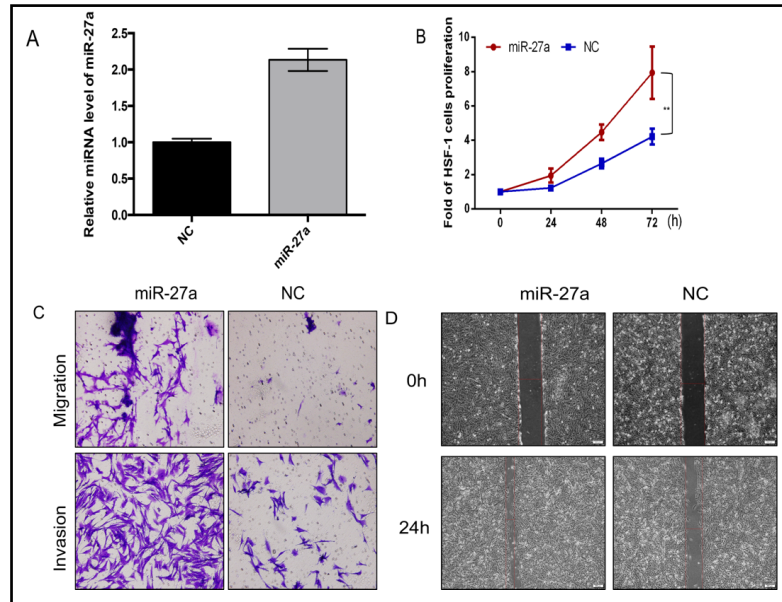 A
Relative miRNA level of miR-27a
2.5
2.0
1.5
1.0
0.5
0.0
NC
miR-27a
B
miR-27a NC
Fold of HSF-1 cells proliferation
10
8
6
4
2
0
**
0 24 48 72 (h)
C
miR-27a NC
Migration
Invasion
D
miR-27a NC
0h
24h